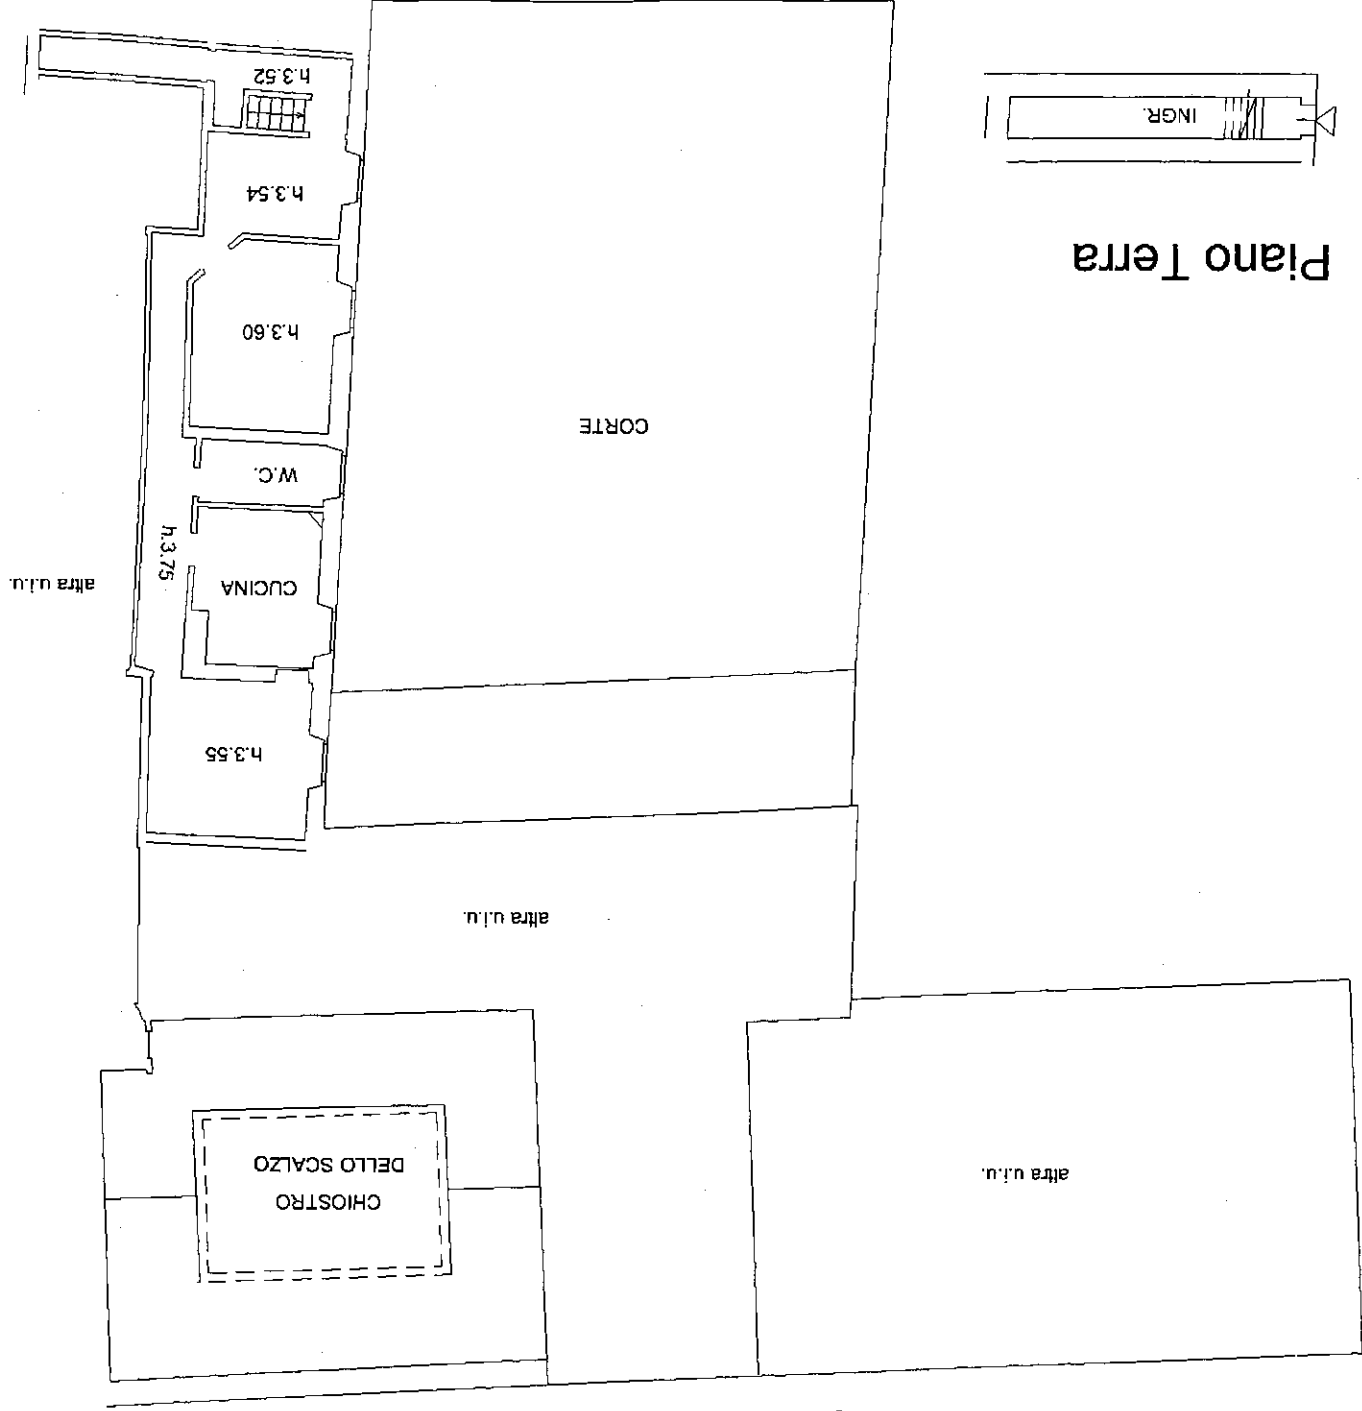 altra u.i.u.
CHIOSTRO
DELLO SCALZO
altra u.i.u.
h.3.55
CUCINA
altra u.i.u.
h.3.75
W.C.
CORTE
h.3.60
Piano Terra
h.3.54
INGR.
h.3.52